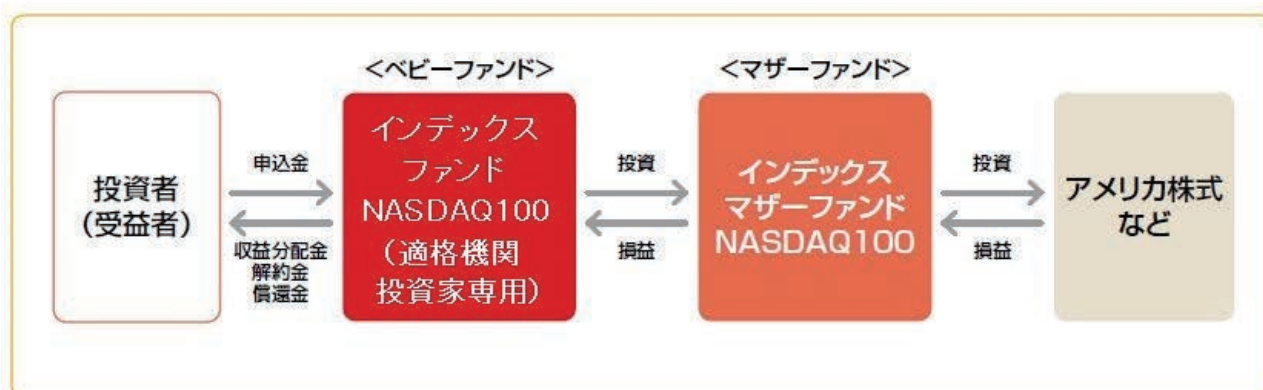 <ベビーファンド>
<マザーファンド>
投資者
(受益者)
申込金
収益分配金
解約金
償還金
インデックス
ファンド
NASDAQ100
（適格機関
投資家専用）
投資
損益
インデックス
マザーファンド
NASDAQ100
投資
損益
アメリカ株式
など